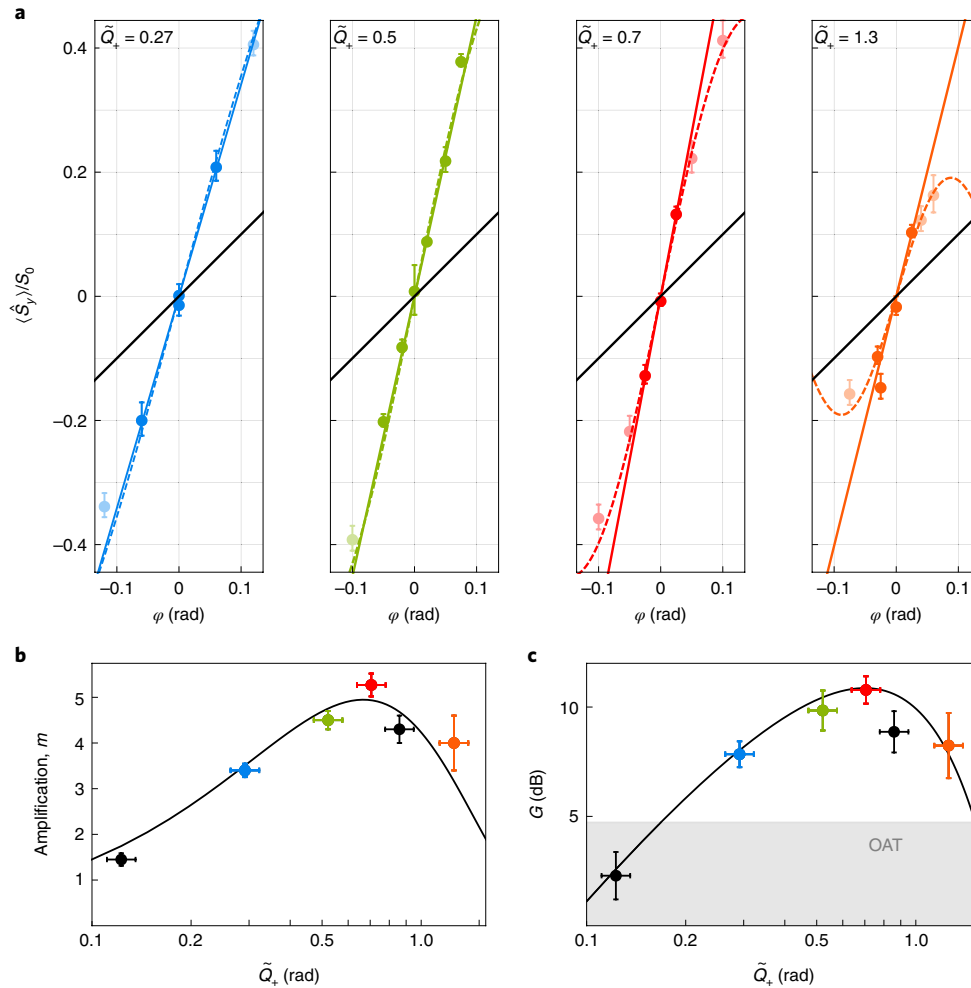 a
Q̃₊ = 0.27
Q̃₊ = 0.5
Q̃₊ = 0.7
Q̃₊ = 1.3
0.4
0.2
0
−0.2
−0.4
⟨Ŝy⟩/S₀
−0.1 0 0.1
−0.1 0 0.1
−0.1 0 0.1
−0.1 0 0.1
φ (rad)
φ (rad)
φ (rad)
φ (rad)
b
5
4
3
2
1
Amplification, m
0.1 0.2 0.5 1.0
Q̃₊ (rad)
c
10
5
G (dB)
OAT
0.1 0.2 0.5 1.0
Q̃₊ (rad)